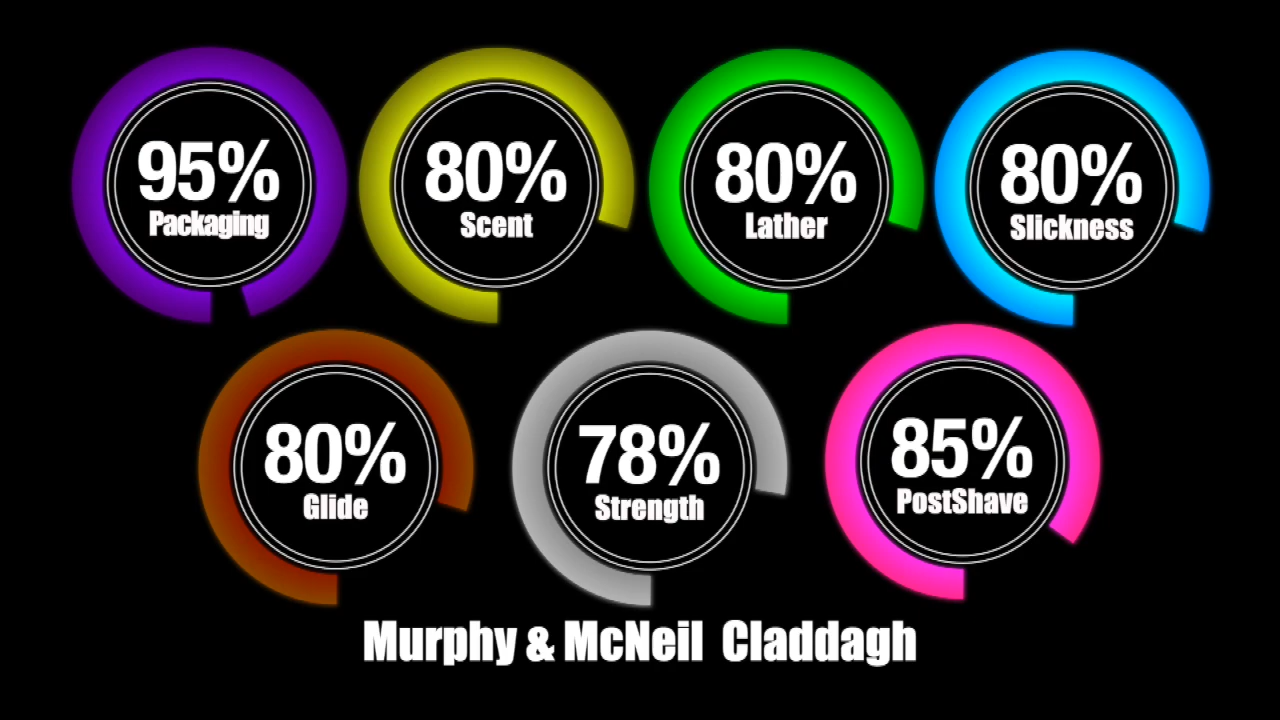 95%
Packaging
80%
Scent
80%
Lather
80%
Slickness
80%
Glide
78%
Strength
85%
PostShave
Murphy & McNeil Claddagh